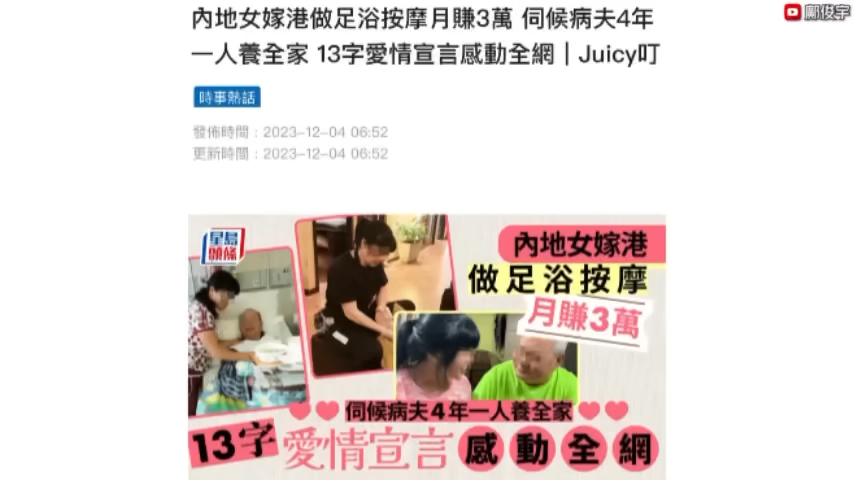 鄺俊宇
內地女嫁港做足浴按摩月賺3萬 伺候病夫4年
一人養全家 13字愛情宣言感動全網｜Juicy叮
時事熱話
發佈時間：2023-12-04 06:52
更新時間：2023-12-04 06:52
星島
頭條
內地女嫁港
做足浴按摩
月賺3萬
伺候病夫4年一人養全家
13字愛情宣言感動全網